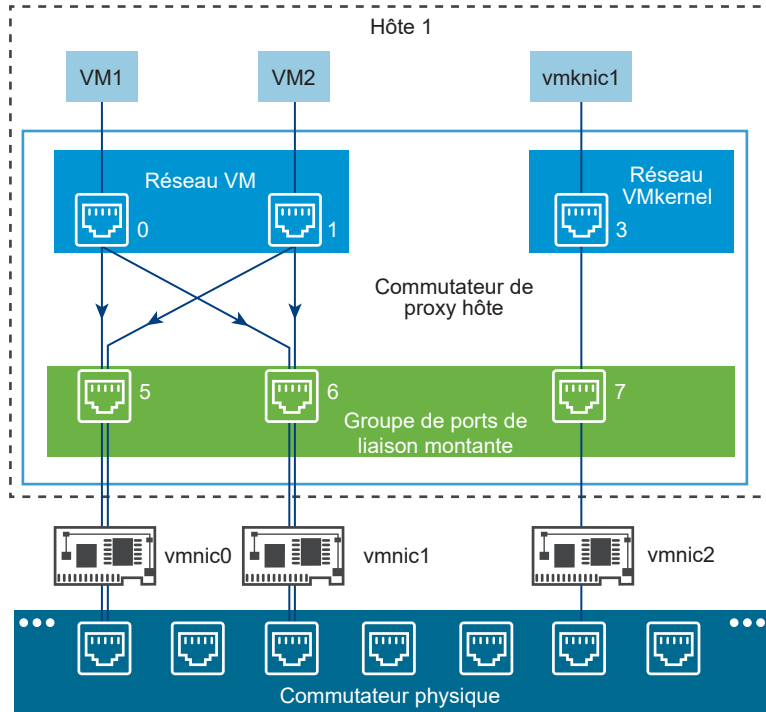 Hôte 1
VM1
VM2
vmknic1
Réseau VM
Réseau
VMkernel
0
1
3
Commutateur de
proxy hôte
5
6
7
Groupe de ports de
liaison montante
vmnic0
vmnic1
vmnic2
Commutateur physique